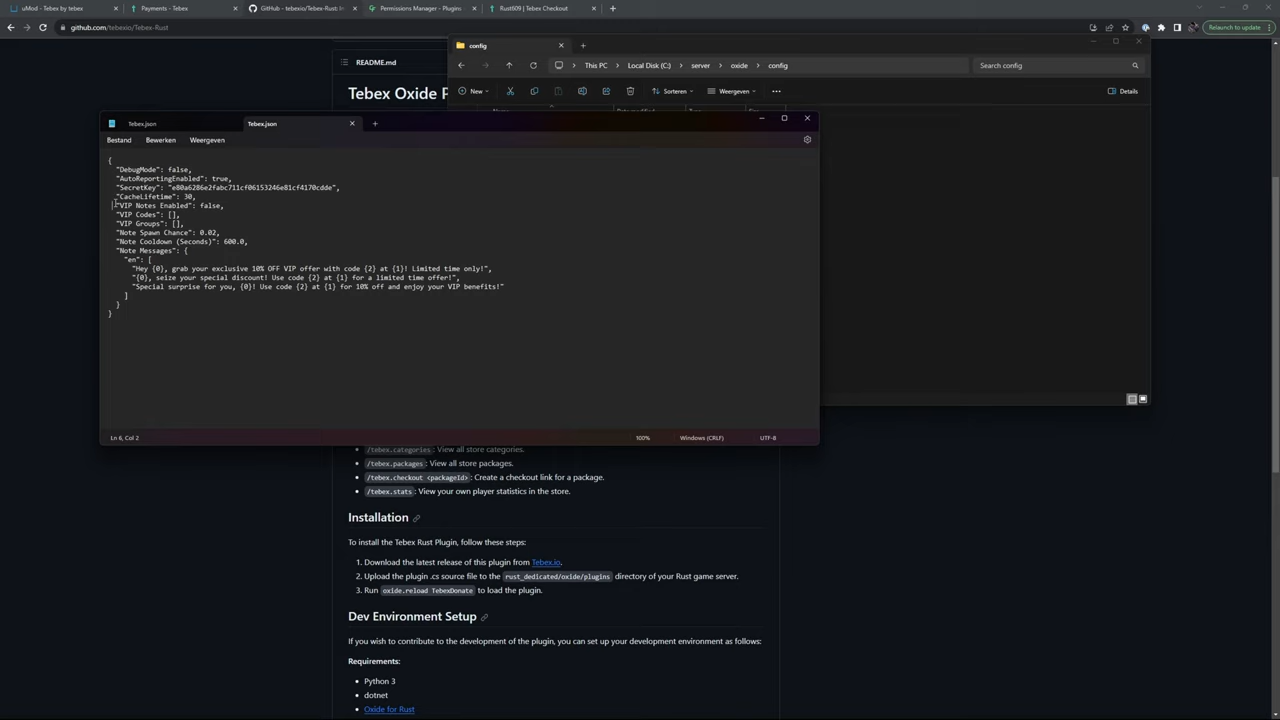 uMod - Tebex by tebex
Payments - Tebex
GitHub - tebexio/Tebex-Rust: In
Permissions Manager - Plugins
Rust609 | Tebex Checkout
github.com/tebexio/Tebex-Rust
Relaunch to update
README.md
Tebex Oxide P
config
This PC
Local Disk (C:)
server
oxide
config
Search config
New
Sorteren
Weergeven
Details
Tebex.json
Tebex.json
Bestand
Bewerken
Weergeven
{
"DebugMode": false,
"AutoReportingEnabled": true,
"SecretKey": "e80a6286e2fabc711cf06153246e81cf4170cdde",
"CacheLifetime": 30,
"VIP Notes Enabled": false,
"VIP Codes": [],
"VIP Groups": [],
"Note Spawn Chance": 0.02,
"Note Cooldown (Seconds)": 600.0,
"Note Messages": {
"en": [
"Hey {0}, grab your exclusive 10% OFF VIP offer with code {2} at {1}! Limited time only!",
"{0}, seize your special discount! Use code {2} at {1} for a limited time offer!",
"Special surprise for you, {0}! Use code {2} at {1} for 10% off and enjoy your VIP benefits!"
]
}
}
Ln 6, Col 2
100%
Windows (CRLF)
UTF-8
/tebex.categories: View all store categories.
/tebex.packages: View all store packages.
/tebex.checkout <packageId>: Create a checkout link for a package.
/tebex.stats: View your own player statistics in the store.
Installation
To install the Tebex Rust Plugin, follow these steps:
1. Download the latest release of this plugin from Tebex.io.
2. Upload the plugin .cs source file to the rust_dedicated/oxide/plugins directory of your Rust game server.
3. Run oxide.reload TebexDonate to load the plugin.
Dev Environment Setup
If you wish to contribute to the development of the plugin, you can set up your development environment as follows:
Requirements:
Python 3
dotnet
Oxide for Rust